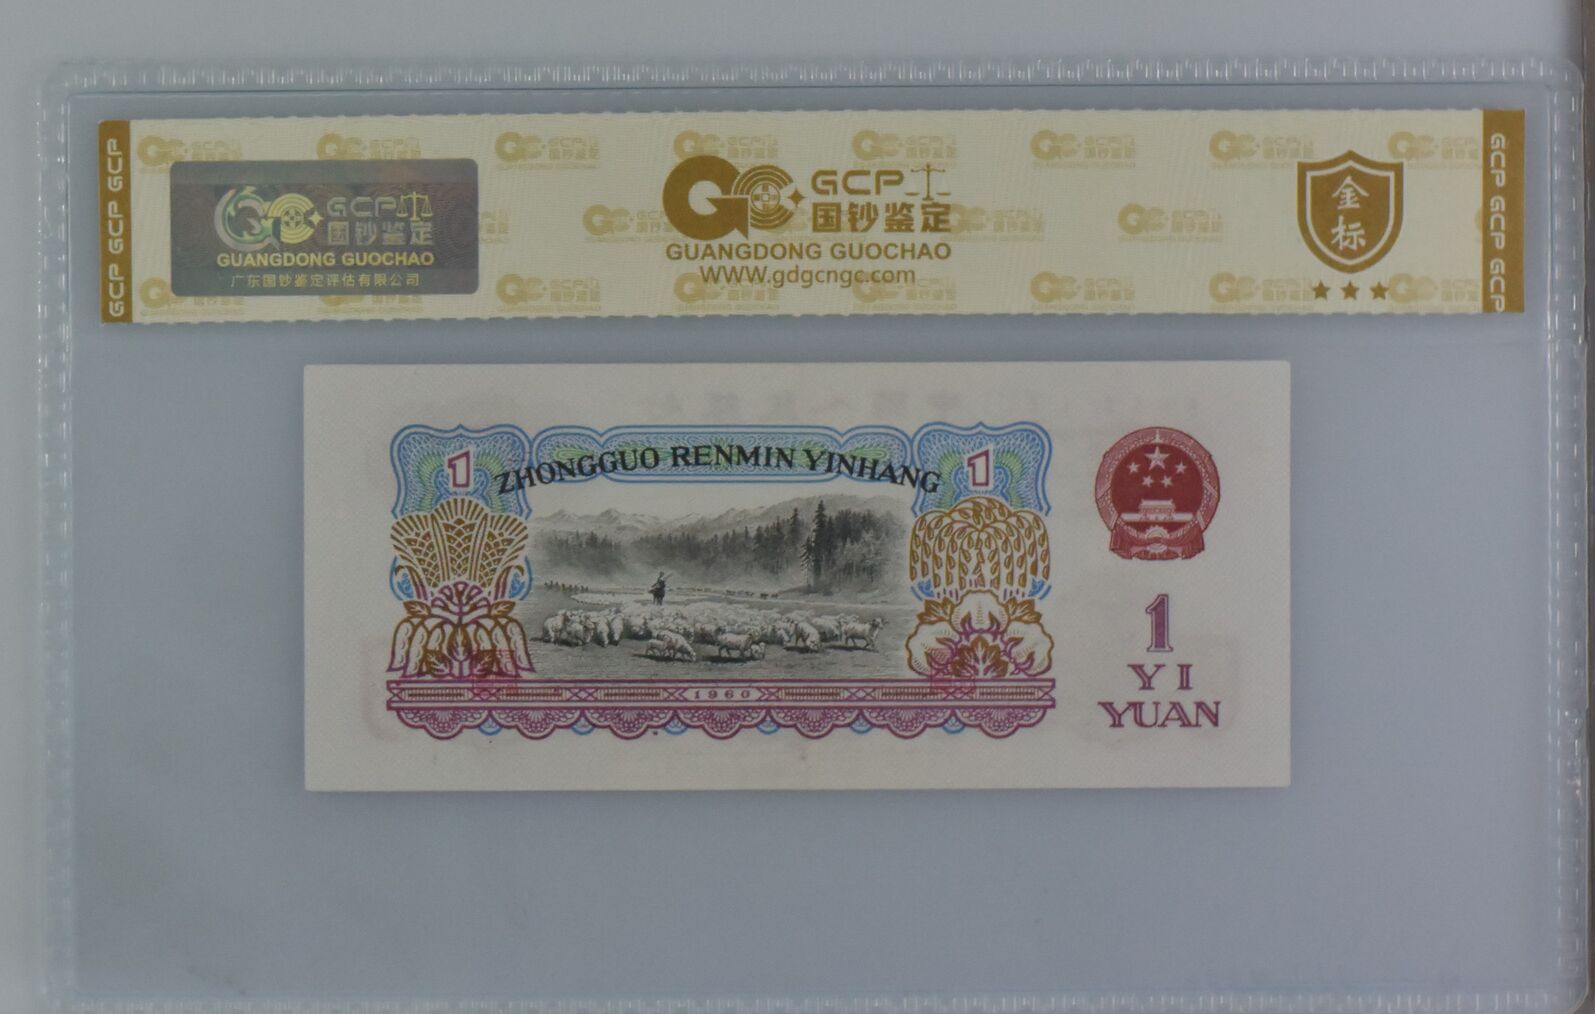 GCP GCP GCP
GCP
国钞鉴定
GUANGDONG GUOCHAO
广东国钞鉴定评估有限公司
GCP
国钞鉴定
GUANGDONG GUOCHAO
WWW.gdgcngc.com
金标
GCP GCP GCP
1
ZHONGGUO RENMIN YINHANG
1
1960
1
YI
YUAN